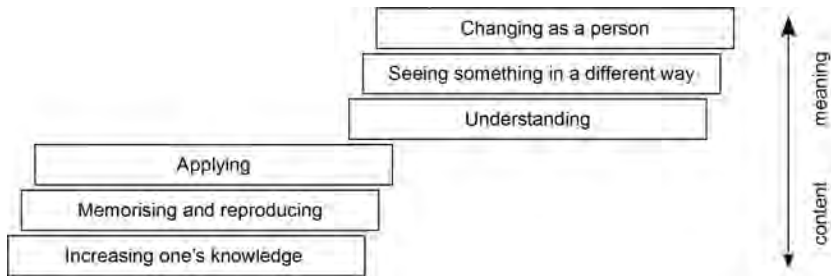 Changing as a person
Seeing something in a different way
Understanding
Applying
Memorising and reproducing
Increasing one's knowledge
meaning
content